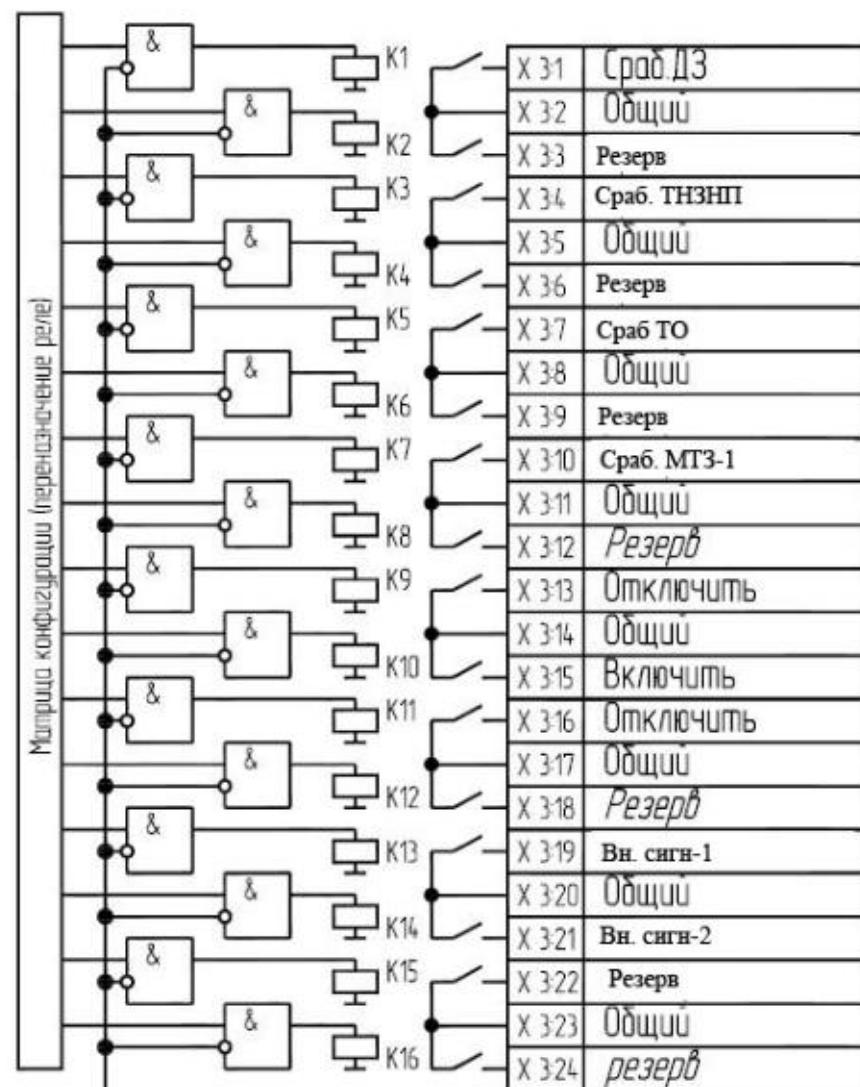 Матрица конфигурации (переназначение реле)
&
K1
&
K2
&
K3
&
K4
&
K5
&
K6
&
K7
&
K8
&
K9
&
K10
&
K11
&
K12
&
K13
&
K14
&
K15
&
K16
X 3:1 Сраб.ДЗ
X 3:2 Общий
X 3:3 Резерв
X 3:4 Сраб. ТНЗНП
X 3:5 Общий
X 3:6 Резерв
X 3:7 Сраб ТО
X 3:8 Общий
X 3:9 Резерв
X 3:10 Сраб. МТЗ-1
X 3:11 Общий
X 3:12 Резерв
X 3:13 Отключить
X 3:14 Общий
X 3:15 Включить
X 3:16 Отключить
X 3:17 Общий
X 3:18 Резерв
X 3:19 Вн. сигн-1
X 3:20 Общий
X 3:21 Вн. сигн-2
X 3:22 Резерв
X 3:23 Общий
X 3:24 резерв